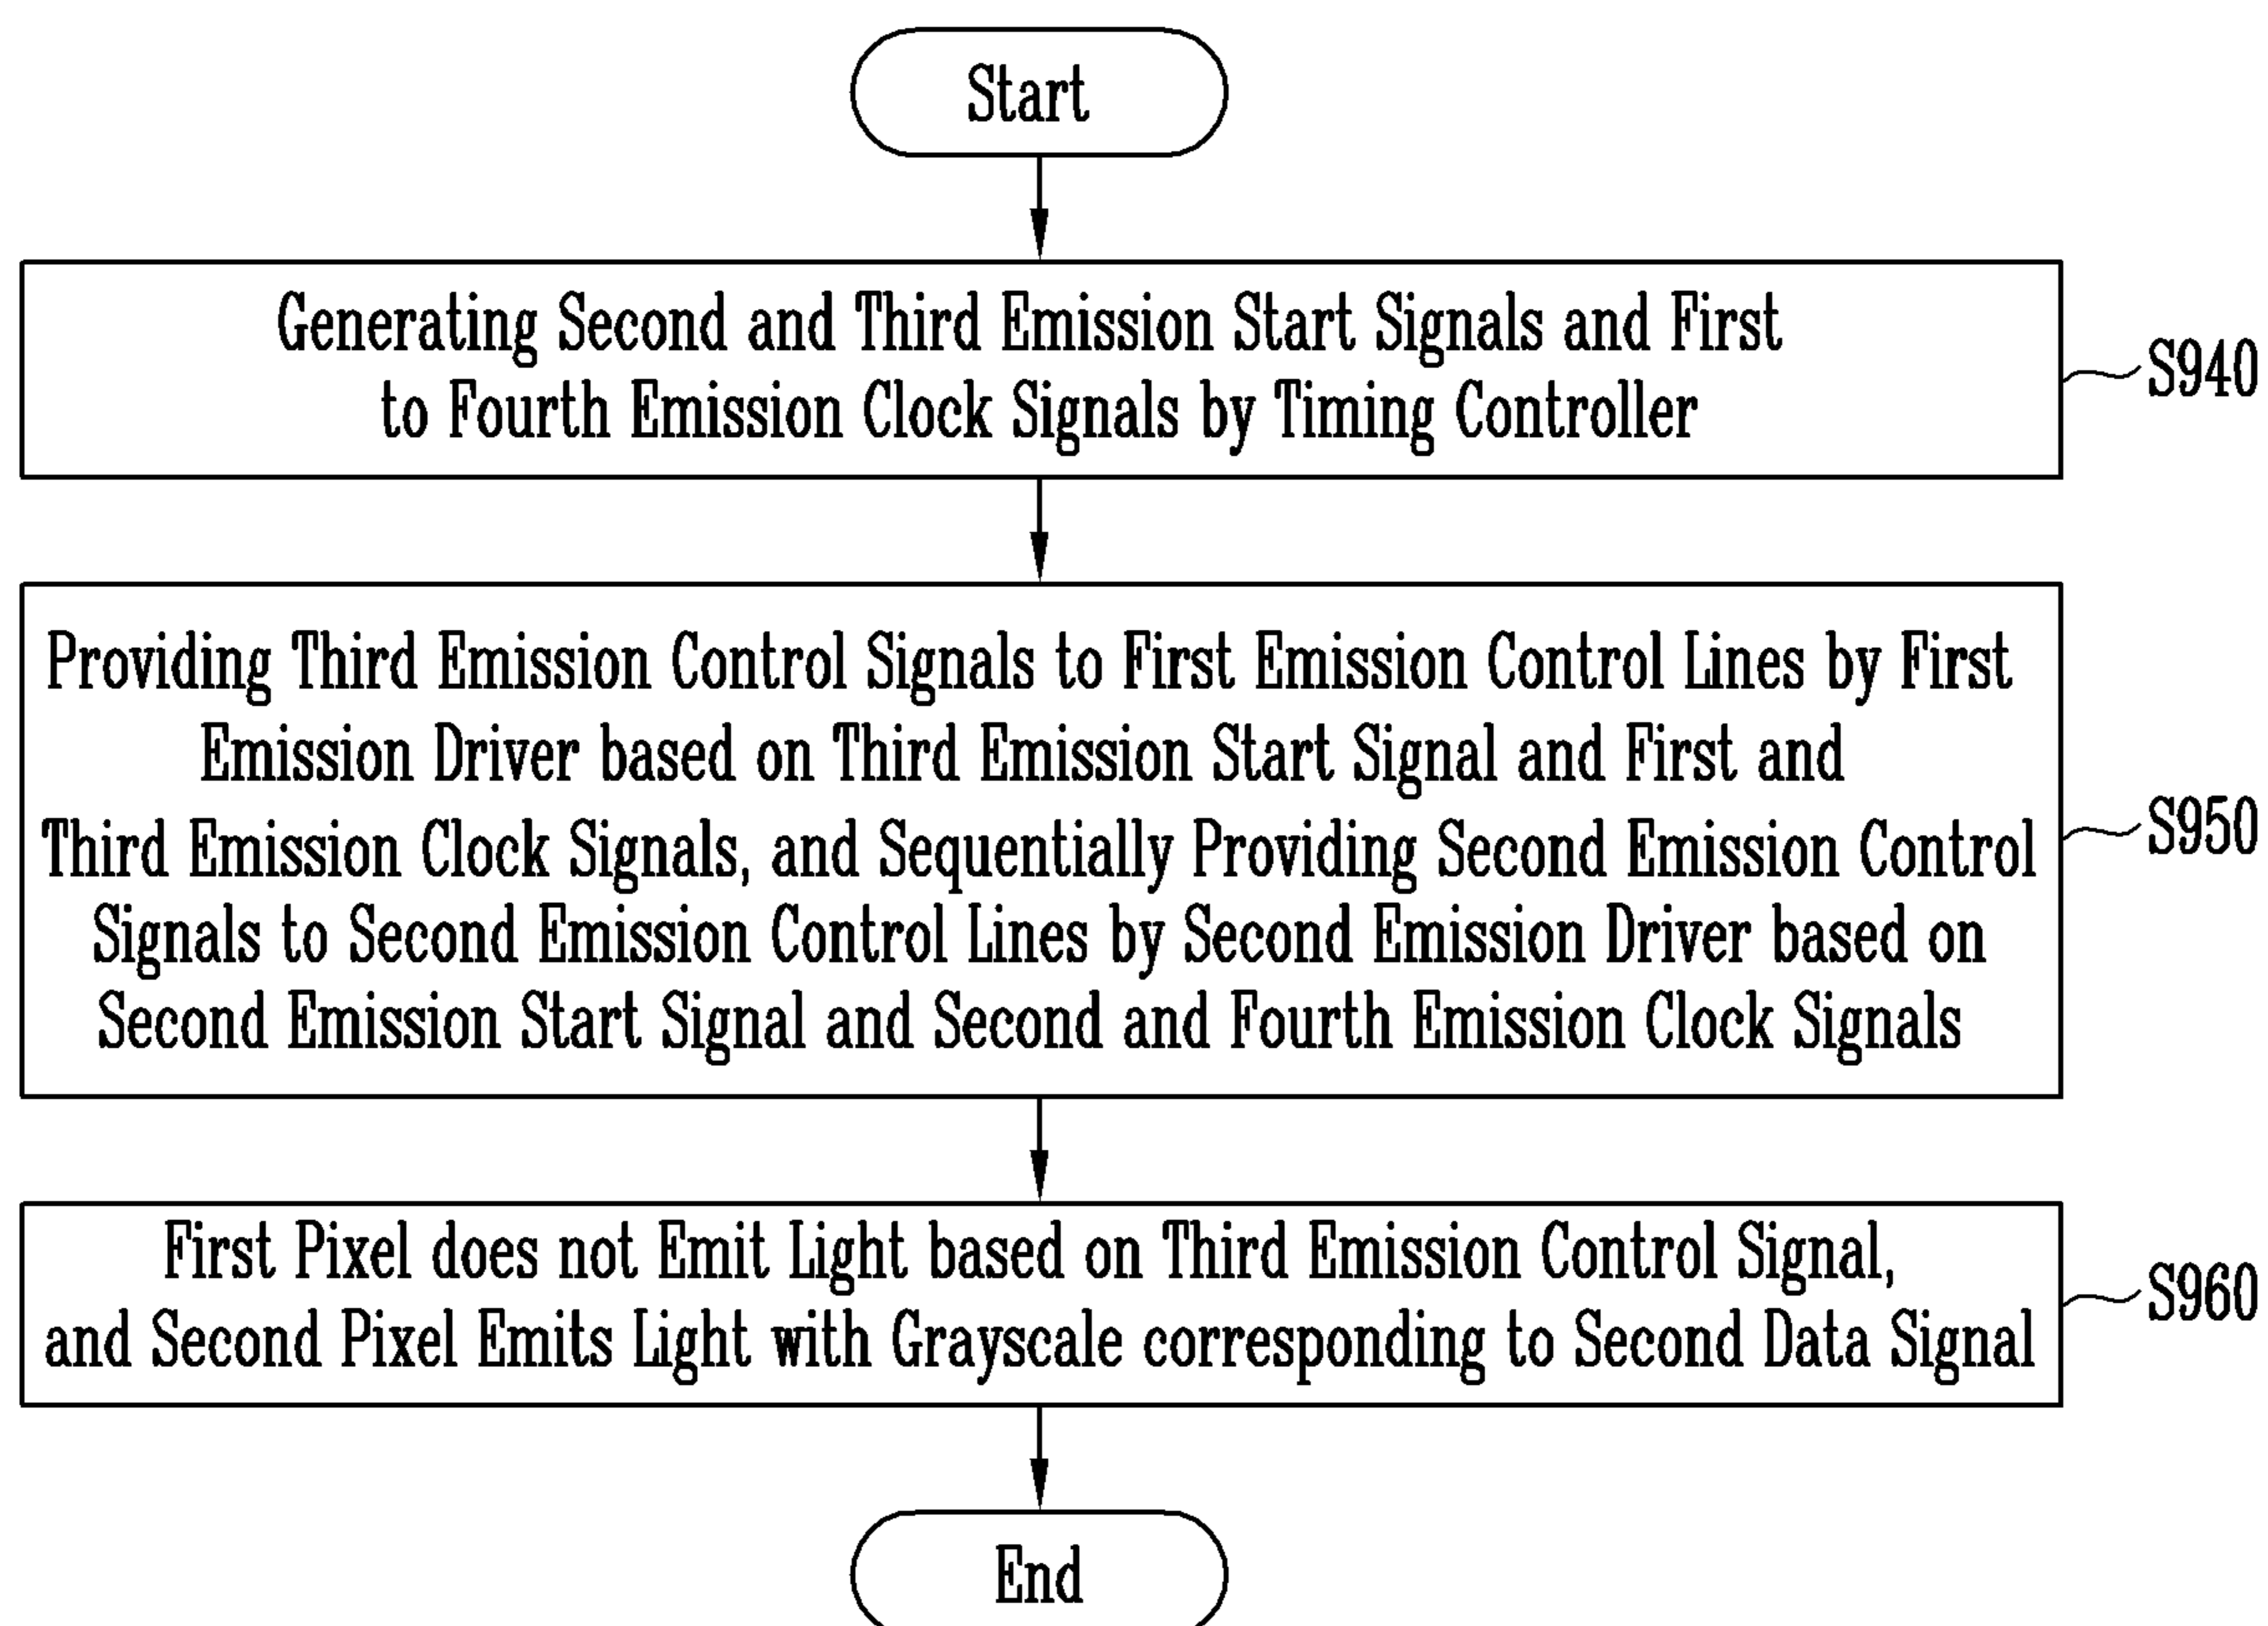 Start
Generating Second and Third Emission Start Signals and First
to Fourth Emission Clock Signals by Timing Controller
S940
Providing Third Emission Control Signals to First Emission Control Lines by First
Emission Driver based on Third Emission Start Signal and First and
Third Emission Clock Signals, and Sequentially Providing Second Emission Control
Signals to Second Emission Control Lines by Second Emission Driver based on
Second Emission Start Signal and Second and Fourth Emission Clock Signals
S950
First Pixel does not Emit Light based on Third Emission Control Signal,
and Second Pixel Emits Light with Grayscale corresponding to Second Data Signal
S960
End